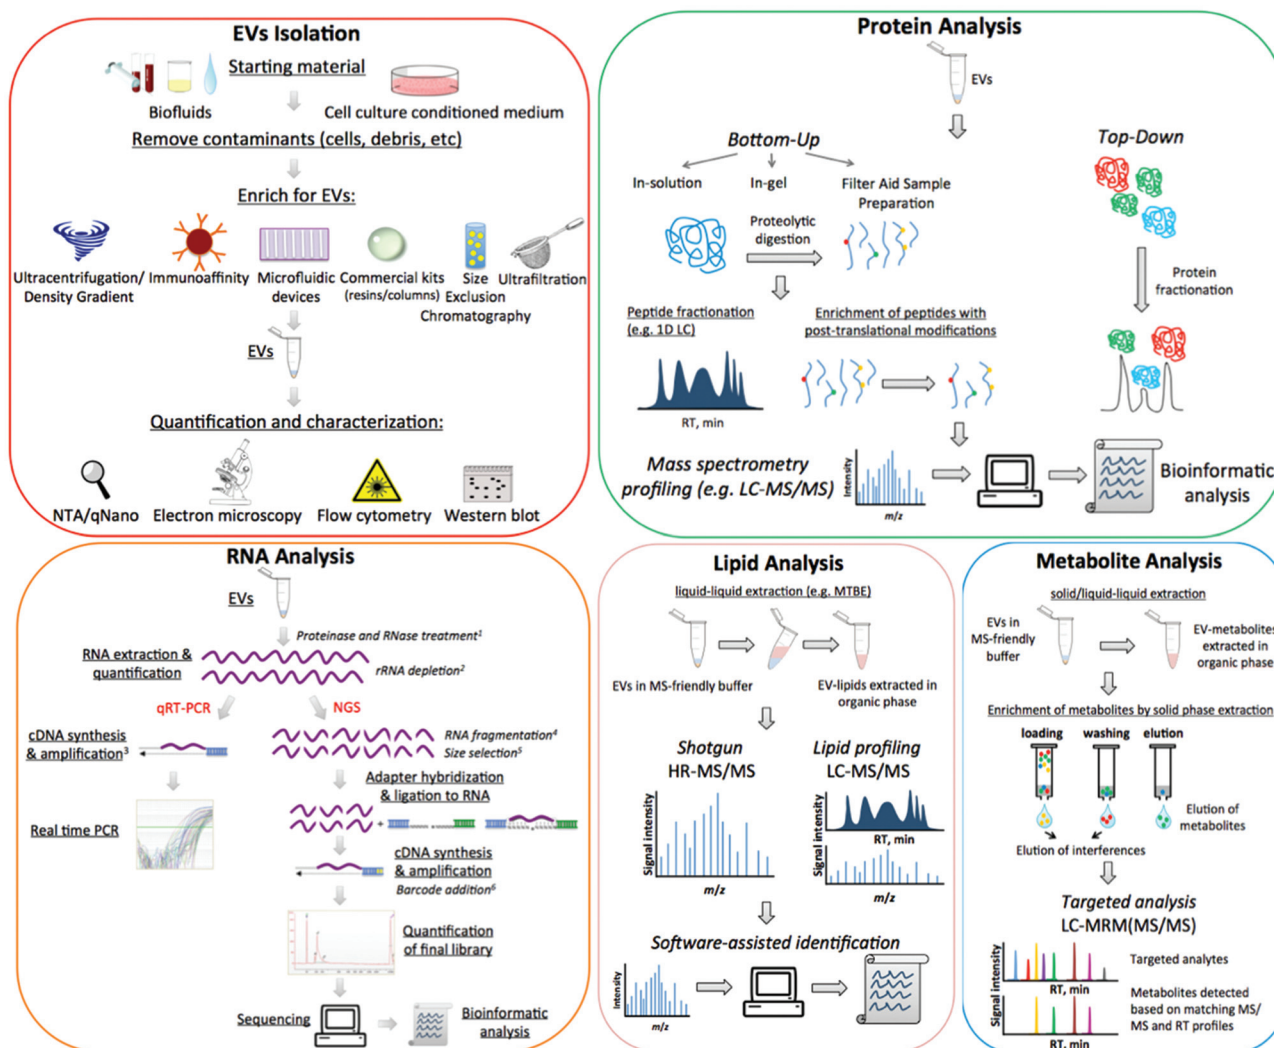 EVs Isolation
Starting material
Biofluids
Cell culture conditioned medium
Remove contaminants (cells, debris, etc)
Enrich for EVs:
Ultracentrifugation/
Density Gradient
Immunoaffinity
Microfluidic
devices
Commercial kits
(resins/columns)
Size
Exclusion
Chromatography
Ultrafiltration
EVs
Quantification and characterization:
NTA/qNano
Electron microscopy
Flow cytometry
Western blot
Protein Analysis
EVs
Bottom-Up
Top-Down
In-solution
In-gel
Filter Aid Sample
Preparation
Proteolytic
digestion
Protein
fractionation
Peptide fractionation
(e.g. 1D LC)
RT, min
Enrichment of peptides with
post-translational modifications
Mass spectrometry
profiling (e.g. LC-MS/MS)
Intensity
m/z
Bioinformatic
analysis
RNA Analysis
EVs
Proteinase and RNase treatment¹
RNA extraction &
quantification
rRNA depletion²
qRT-PCR
NGS
cDNA synthesis
& amplification³
RNA fragmentation⁴
Size selection⁵
Adapter hybridization
& ligation to RNA
+
Real time PCR
cDNA synthesis
& amplification
Barcode addition⁶
Quantification
of final library
Sequencing
Bioinformatic
analysis
Lipid Analysis
liquid-liquid extraction (e.g. MTBE)
EVs in MS-friendly buffer
EV-lipids extracted in
organic phase
Shotgun
HR-MS/MS
Signal intensity
m/z
Lipid profiling
LC-MS/MS
RT, min
Signal intensity
m/z
Software-assisted identification
Intensity
m/z
Metabolite Analysis
solid/liquid-liquid extraction
EVs in
MS-friendly
buffer
EV-metabolites
extracted in
organic phase
Enrichment of metabolites by solid phase extraction
loading
washing
elution
Elution of
metabolites
Elution of interferences
Targeted analysis
LC-MRM(MS/MS)
Signal intensity
RT, min
Targeted analytes
Signal intensity
RT, min
Metabolites detected
based on matching MS/
MS and RT profiles